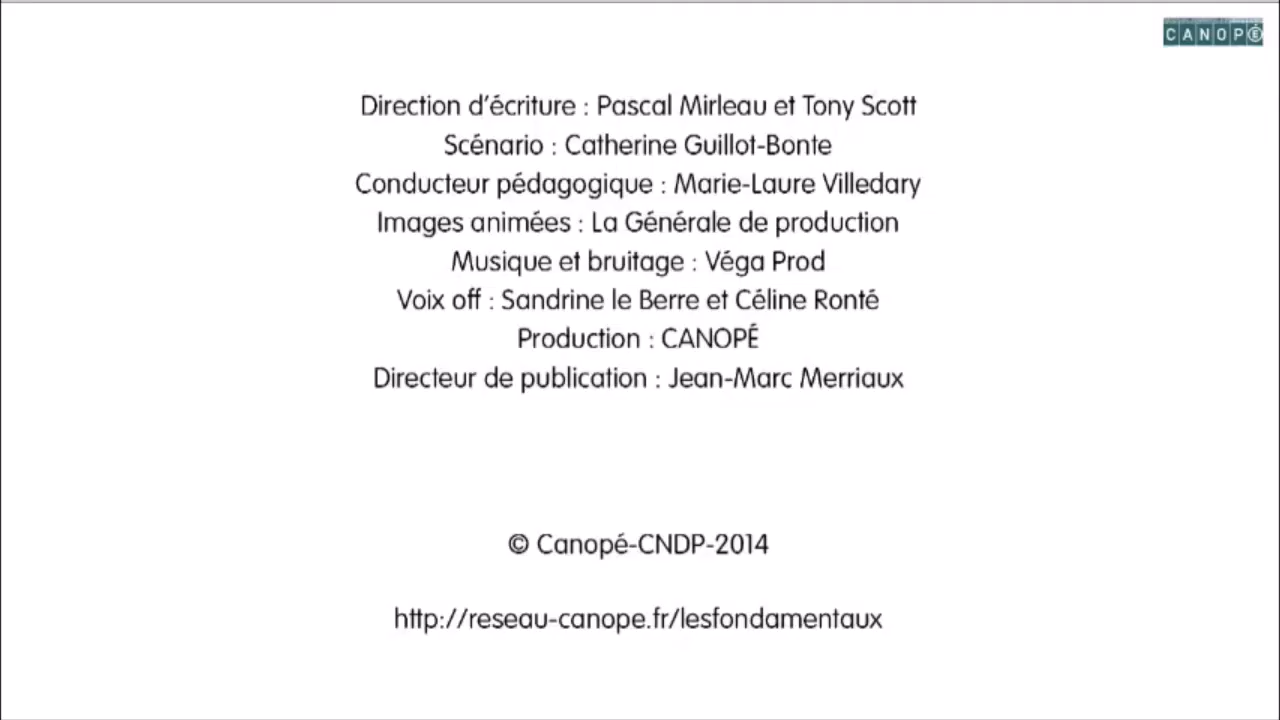 CANOPÉ
Direction d'écriture : Pascal Mirleau et Tony Scott
Scénario : Catherine Guillot-Bonte
Conducteur pédagogique : Marie-Laure Villedary
Images animées : La Générale de production
Musique et bruitage : Véga Prod
Voix off : Sandrine le Berre et Céline Ronté
Production : CANOPÉ
Directeur de publication : Jean-Marc Merriaux
© Canopé-CNDP-2014
http://reseau-canope.fr/lesfondamentaux